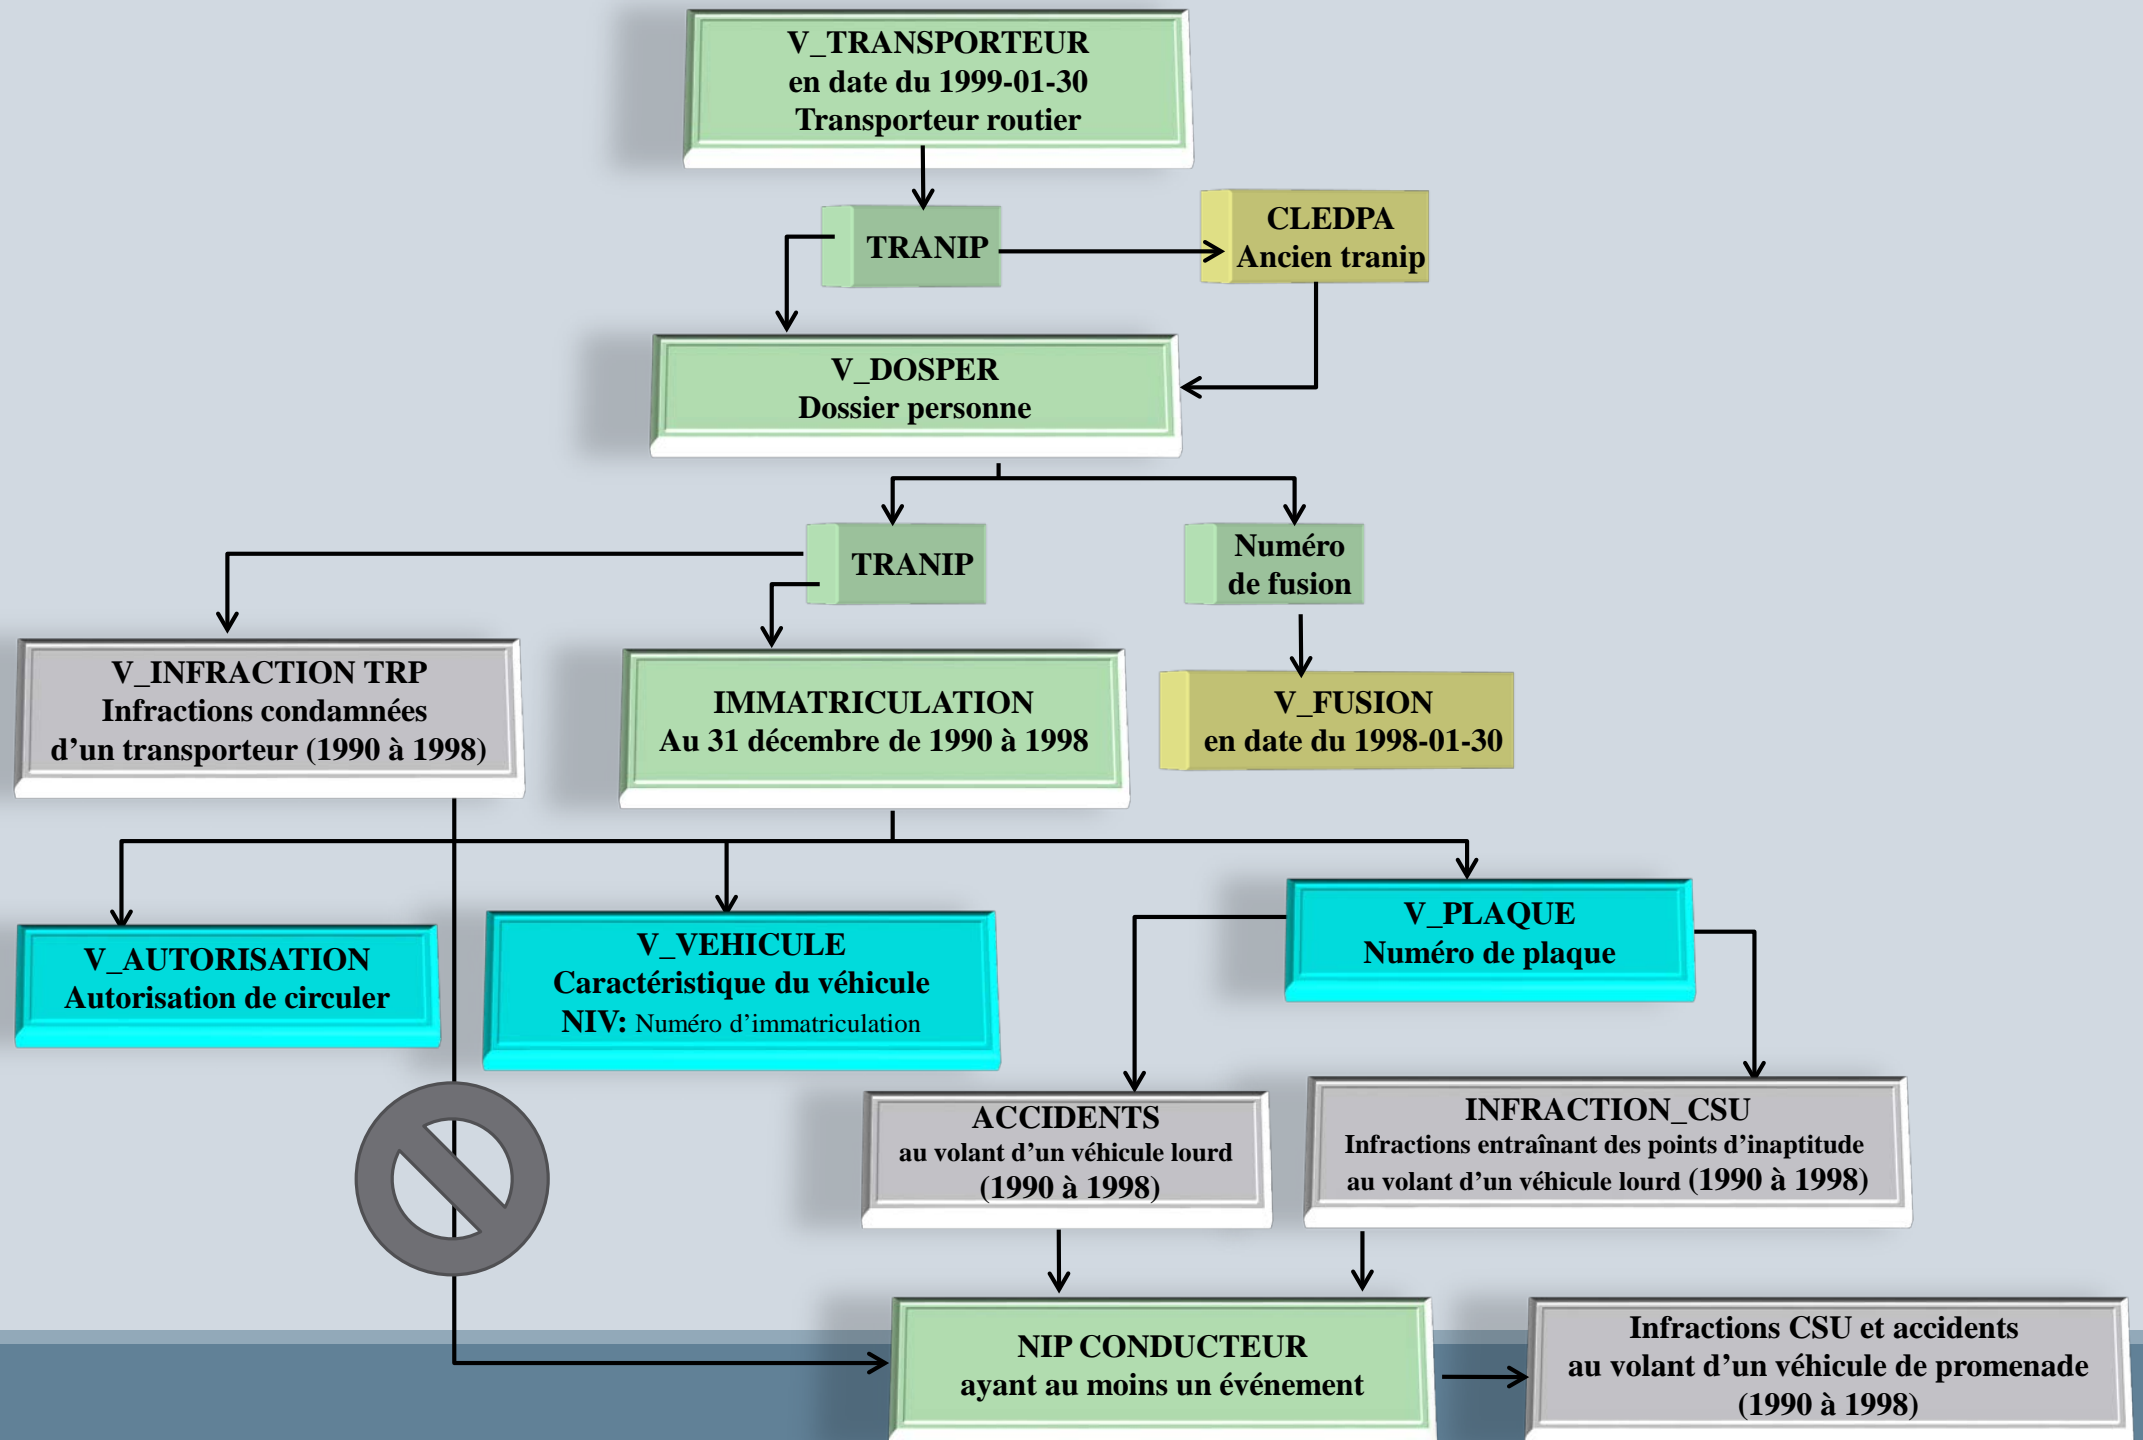 V_TRANSPORTEUR
en date du 1999-01-30
Transporteur routier
TRANIP
CLEDPA
Ancien tranip
V_DOSPER
Dossier personne
TRANIP
Numéro
de fusion
V_INFRACTION TRP
Infractions condamnées
d’un transporteur (1990 à 1998)
IMMATRICULATION
Au 31 décembre de 1990 à 1998
V_FUSION
en date du 1998-01-30
V_AUTORISATION
Autorisation de circuler
V_VEHICULE
Caractéristique du véhicule
NIV: Numéro d’immatriculation
V_PLAQUE
Numéro de plaque
ACCIDENTS
au volant d’un véhicule lourd
(1990 à 1998)
INFRACTION_CSU
Infractions entraînant des points d’inaptitude
au volant d’un véhicule lourd (1990 à 1998)
NIP CONDUCTEUR
ayant au moins un événement
Infractions CSU et accidents
au volant d’un véhicule de promenade
(1990 à 1998)